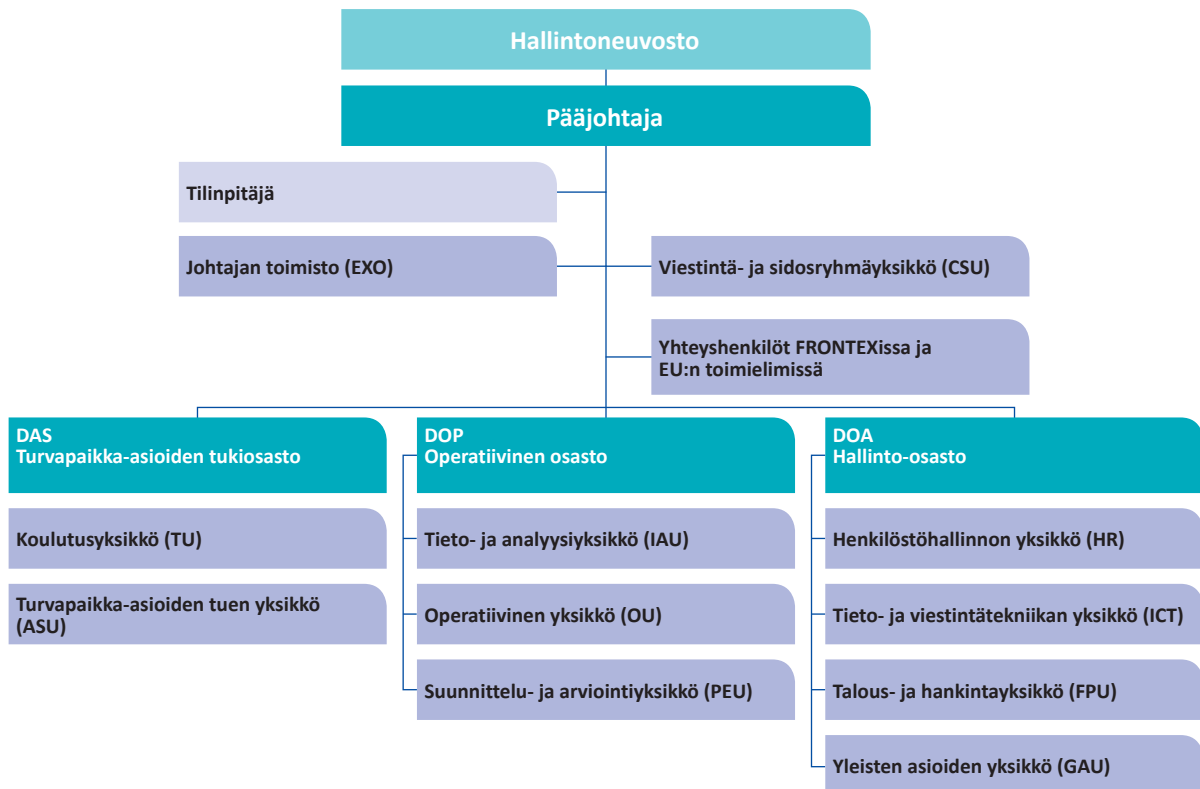 Hallintoneuvosto
Pääjohtaja
Tilinpitäjä
Johtajan toimisto (EXO)
Viestintä- ja sidosryhmäyksikkö (CSU)
Yhteyshenkilöt FRONTEXissa ja
EU:n toimielimissä
DAS
Turvapaikka-asioiden tukiosasto
Koulutusyksikkö (TU)
Turvapaikka-asioiden tuen yksikkö
(ASU)
DOP
Operatiivinen osasto
Tieto- ja analyysiyksikkö (IAU)
Operatiivinen yksikkö (OU)
Suunnittelu- ja arviointiyksikkö (PEU)
DOA
Hallinto-osasto
Henkilöstöhallinnon yksikkö (HR)
Tieto- ja viestintätekniikan yksikkö (ICT)
Talous- ja hankintayksikkö (FPU)
Yleisten asioiden yksikkö (GAU)